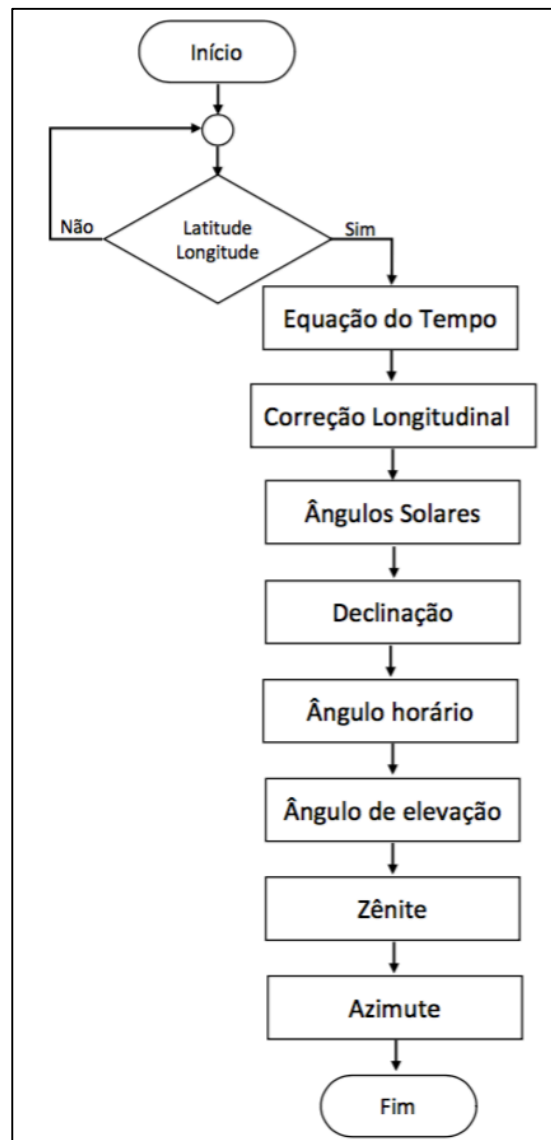 Início
Não
Latitude
Longitude
Sim
Equação do Tempo
Correção Longitudinal
Ângulos Solares
Declinação
Ângulo horário
Ângulo de elevação
Zênite
Azimute
Fim